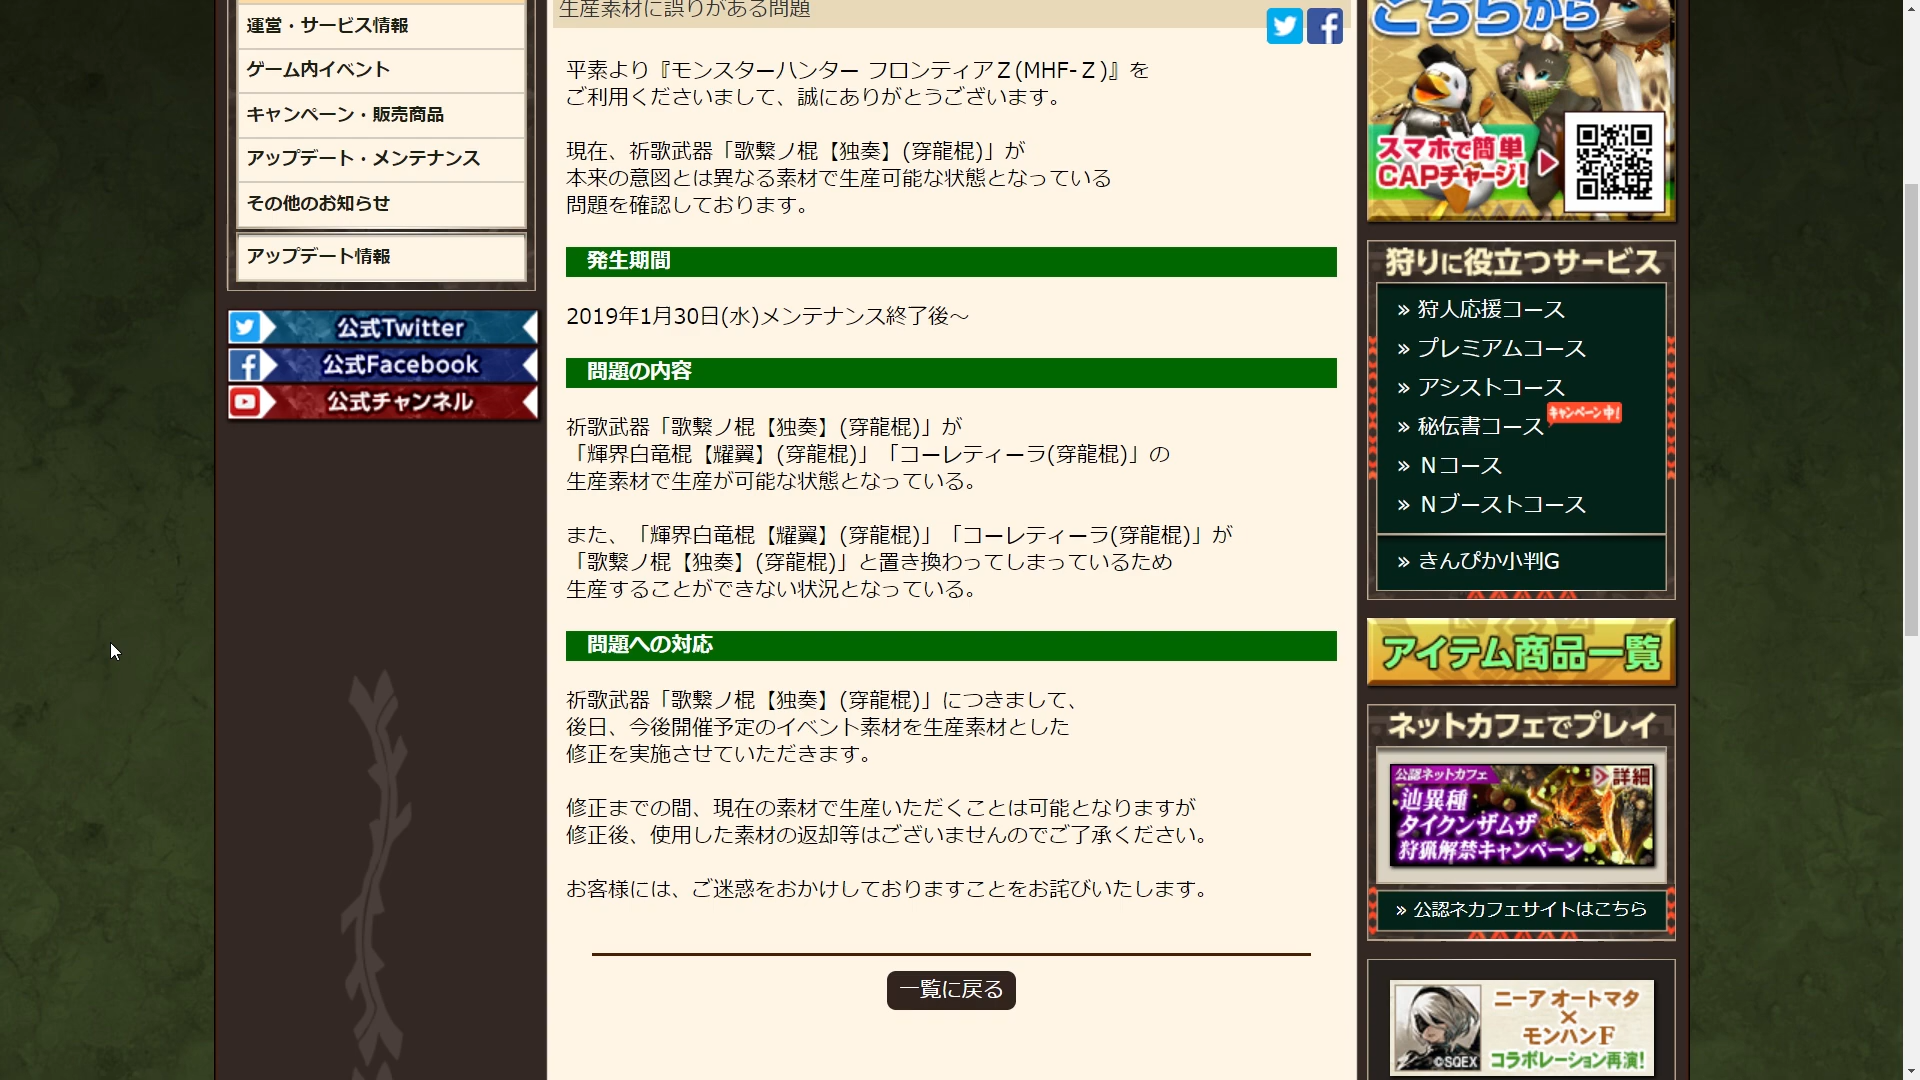 運営・サービス情報
ゲーム内イベント
キャンペーン・販売商品
アップデート・メンテナンス
その他のお知らせ
アップデート情報
公式Twitter
公式Facebook
公式チャンネル
生産素材に誤りがある問題
平素より『モンスターハンター フロンティアＺ(MHF-Ｚ)』を
ご利用くださいまして、誠にありがとうございます。
現在、祈歌武器「歌繋ノ棍【独奏】(穿龍棍)」が
本来の意図とは異なる素材で生産可能な状態となっている
問題を確認しております。
発生期間
2019年1月30日(水)メンテナンス終了後～
問題の内容
祈歌武器「歌繋ノ棍【独奏】(穿龍棍)」が
「輝界白竜棍【耀翼】(穿龍棍)」「コーレティーラ(穿龍棍)」の
生産素材で生産が可能な状態となっている。
また、「輝界白竜棍【耀翼】(穿龍棍)」「コーレティーラ(穿龍棍)」が
「歌繋ノ棍【独奏】(穿龍棍)」と置き換わってしまっているため
生産することができない状況となっている。
問題への対応
祈歌武器「歌繋ノ棍【独奏】(穿龍棍)」につきまして、
後日、今後開催予定のイベント素材を生産素材とした
修正を実施させていただきます。
修正までの間、現在の素材で生産いただくことは可能となりますが
修正後、使用した素材の返却等はございませんのでご了承ください。
お客様には、ご迷惑をおかけしておりますことをお詫びいたします。
一覧に戻る
こちらから
スマホで簡単
CAPチャージ!
狩りに役立つサービス
» 狩人応援コース
» プレミアムコース
» アシストコース
キャンペーン中!
» 秘伝書コース
» Ｎコース
» Ｎブーストコース
» きんぴか小判G
アイテム商品一覧
ネットカフェでプレイ
公認ネットカフェ
詳細
辿異種
タイクンザムザ
狩猟解禁キャンペーン
» 公認ネカフェサイトはこちら
ニーア オートマタ
×
モンハンF
©SQEX
コラボレーション再演!